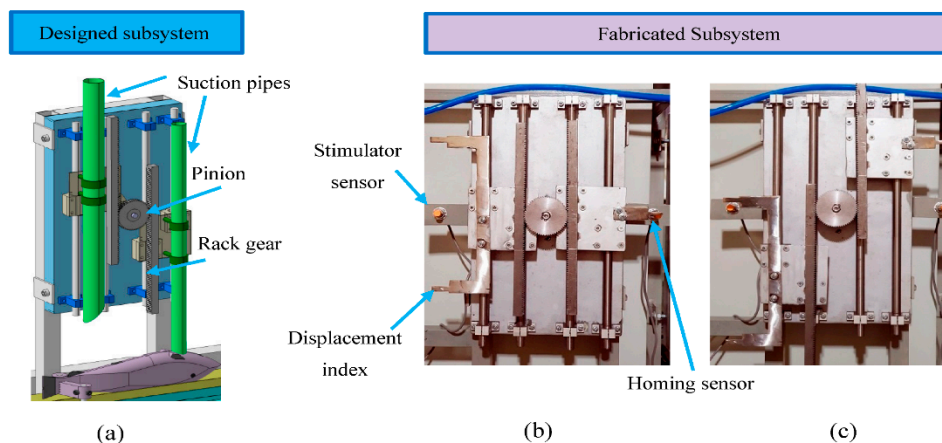 Designed subsystem
Fabricated Subsystem
Suction pipes
Pinion
Rack gear
Stimulator
sensor
Displacement
index
Homing sensor
(a)
(b)
(c)